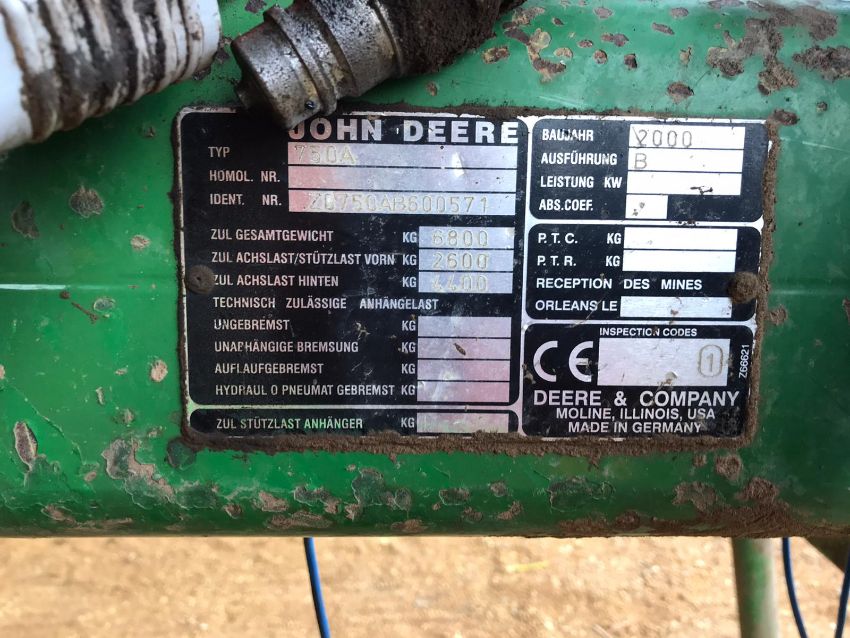 JOHN DEERE
TYP 750A
HOMOL. NR.
IDENT. NR. ZD750AB600571
ZUL GESAMTGEWICHT KG 6800
ZUL ACHSLAST/STÜTZLAST VORN KG 2600
ZUL ACHSLAST HINTEN KG 4400
TECHNISCH ZULÄSSIGE ANHÄNGELAST
UNGEBREMST KG
UNABHÄNGIGE BREMSUNG KG
AUFLAUFGEBREMST KG
HYDRAUL O PNEUMAT GEBREMST KG
ZUL STÜTZLAST ANHÄNGER KG
BAUJAHR 2000
AUSFÜHRUNG B
LEISTUNG KW
ABS.COEF.
P.T.C. KG
P.T.R. KG
RECEPTION DES MINES
ORLEANS LE
INSPECTION CODES
CE 1
Z66621
DEERE & COMPANY
MOLINE, ILLINOIS, USA
MADE IN GERMANY